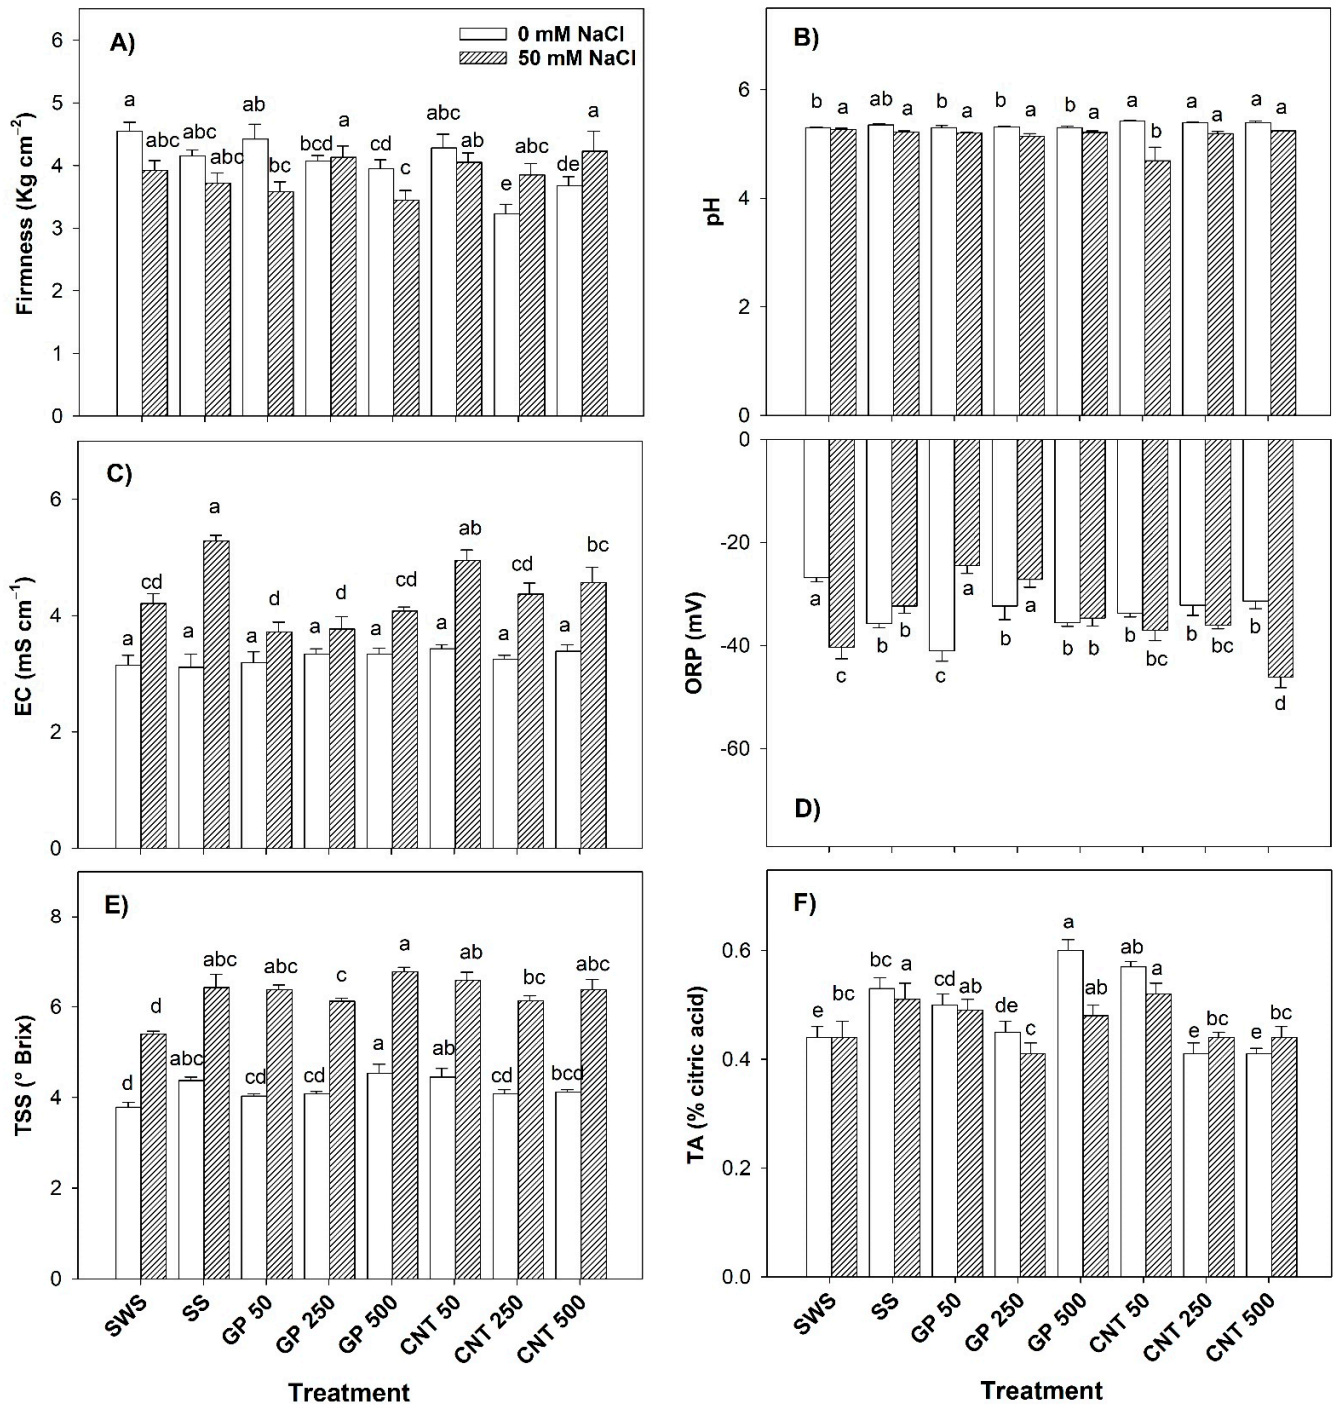 A)
0 mM NaCl
50 mM NaCl
Firmness (Kg cm⁻²)
6
5
4
3
2
1
0
a abc abc abc ab bc bcd a cd c abc ab e abc de a
B)
pH
6
4
2
0
b a ab a b a b a b a a b a a a a
C)
EC (mS cm⁻¹)
6
4
2
0
a cd a a a d a d a cd a ab a cd a bc
D)
ORP (mV)
0
-20
-40
-60
a c b b c a b a b b b bc b bc b d
E)
TSS (° Brix)
8
6
4
2
0
d d abc abc cd abc cd c a a ab ab cd bc bcd abc
SWS
SS
GP 50
GP 250
GP 500
CNT 50
CNT 250
CNT 500
Treatment
F)
TA (% citric acid)
0.6
0.4
0.2
0.0
e bc bc a cd ab de c a ab ab a e bc e bc
SWS
SS
GP 50
GP 250
GP 500
CNT 50
CNT 250
CNT 500
Treatment